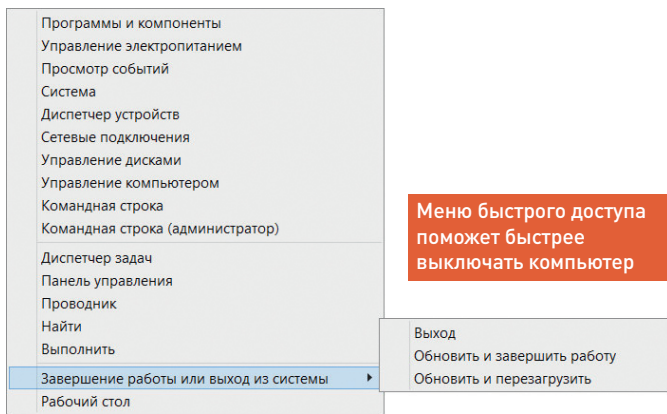 Программы и компоненты
Управление электропитанием
Просмотр событий
Система
Диспетчер устройств
Сетевые подключения
Управление дисками
Управление компьютером
Командная строка
Командная строка (администратор)
Диспетчер задач
Панель управления
Проводник
Найти
Выполнить
Завершение работы или выход из системы
Рабочий стол
Меню быстрого доступа
поможет быстрее
выключать компьютер
Выход
Обновить и завершить работу
Обновить и перезагрузить